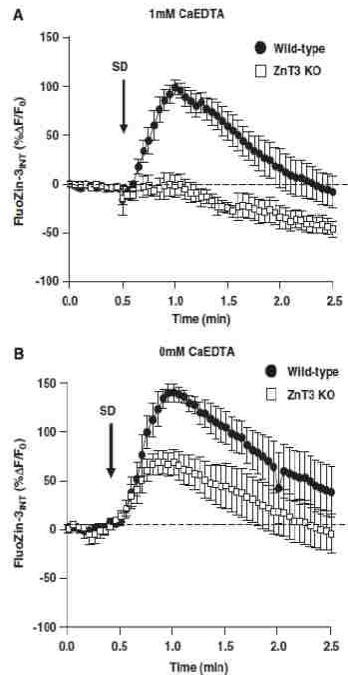 A
1mM CaEDTA
Wild-type
ZnT3 KO
SD
150
100
50
0
-50
-100
FluoZin-3INT (%ΔF/F0)
0.0 0.5 1.0 1.5 2.0 2.5
Time (min)
B
0mM CaEDTA
Wild-type
ZnT3 KO
SD
150
100
50
0
-50
-100
FluoZin-3INT (%ΔF/F0)
0.0 0.5 1.0 1.5 2.0 2.5
Time (min)